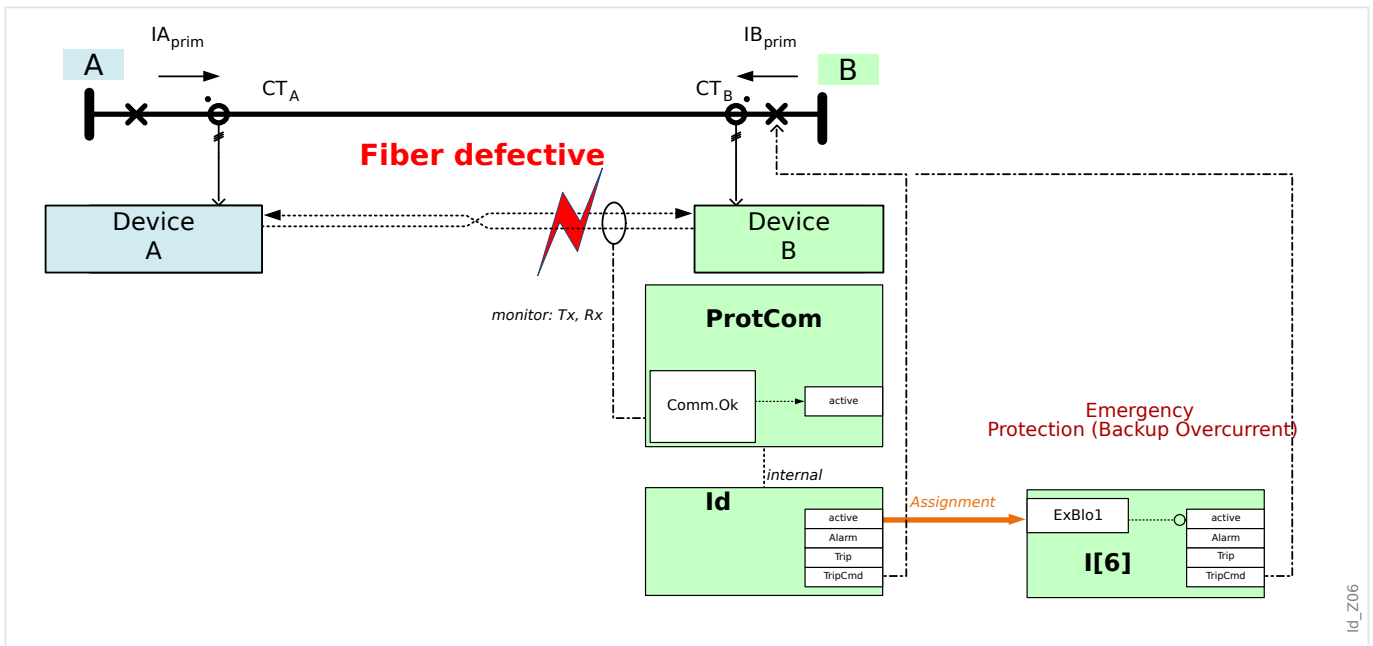 IAprim
IBprim
A
B
CTA
CTB
Fiber defective
Device
A
Device
B
monitor: Tx, Rx
ProtCom
Comm.Ok
active
Emergency
Protection (Backup Overcurrent)
internal
Id
active
Alarm
Trip
TripCmd
Assignment
ExBlo1
I[6]
active
Alarm
Trip
TripCmd
Id_Z06